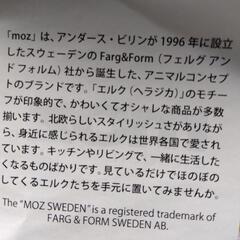 「moz」は、アンダース・ビリンが 1996 年に設立
したスウェーデンの Farg&Form（フェルグ アン
ド フォルム）社から誕生した、アニマルコンセプ
トのブランドです。「エルク（ヘラジカ）」のモチー
フが印象的で、かわいくてオシャレな商品が多数
揃います。北欧らしいスタイリッシュさがありなが
ら、身近に感じられるエルクは世界各国で愛され
ています。キッチンやリビングで、一緒に生活した
くなるものばかりです。見ているだけでほのぼの
してくるエルクたちを手元に置いてみませんか。
The “MOZ SWEDEN” is a registered trademark of
FARG & FORM SWEDEN AB.